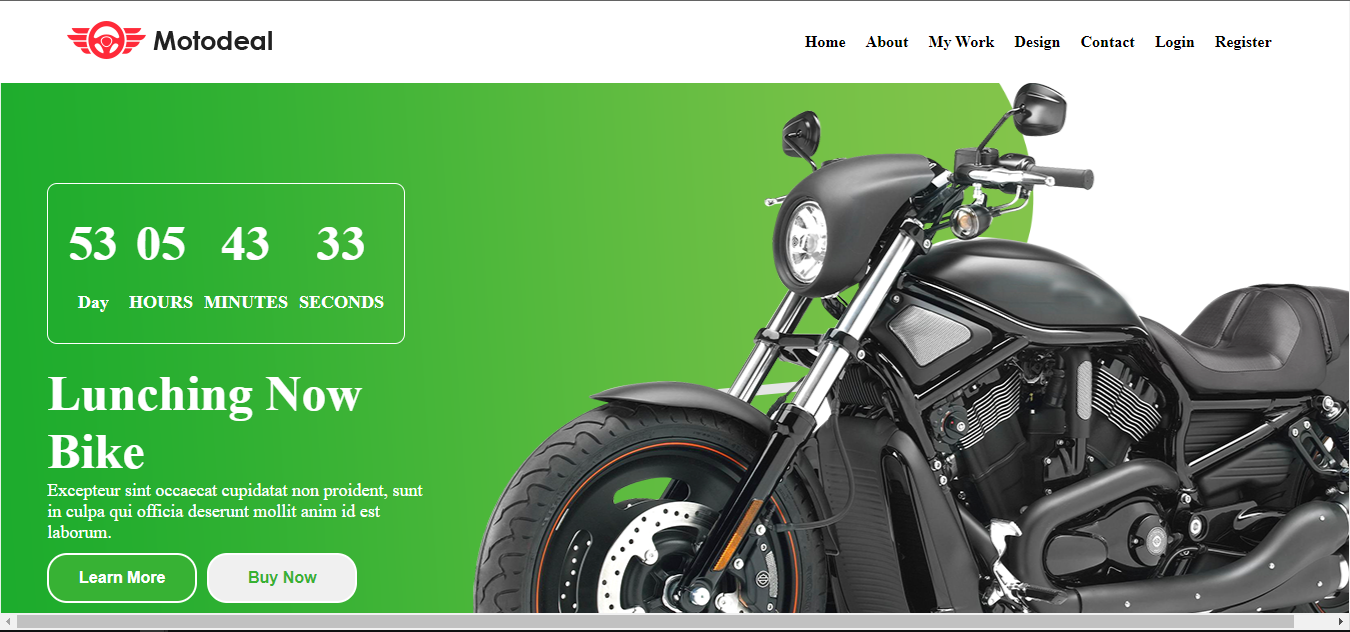 Motodeal
Home About My Work Design Contact Login Register
53 05 43 33
Day HOURS MINUTES SECONDS
Lunching Now
Bike
Excepteur sint occaecat cupidatat non proident, sunt
in culpa qui officia deserunt mollit anim id est
laborum.
Learn More Buy Now